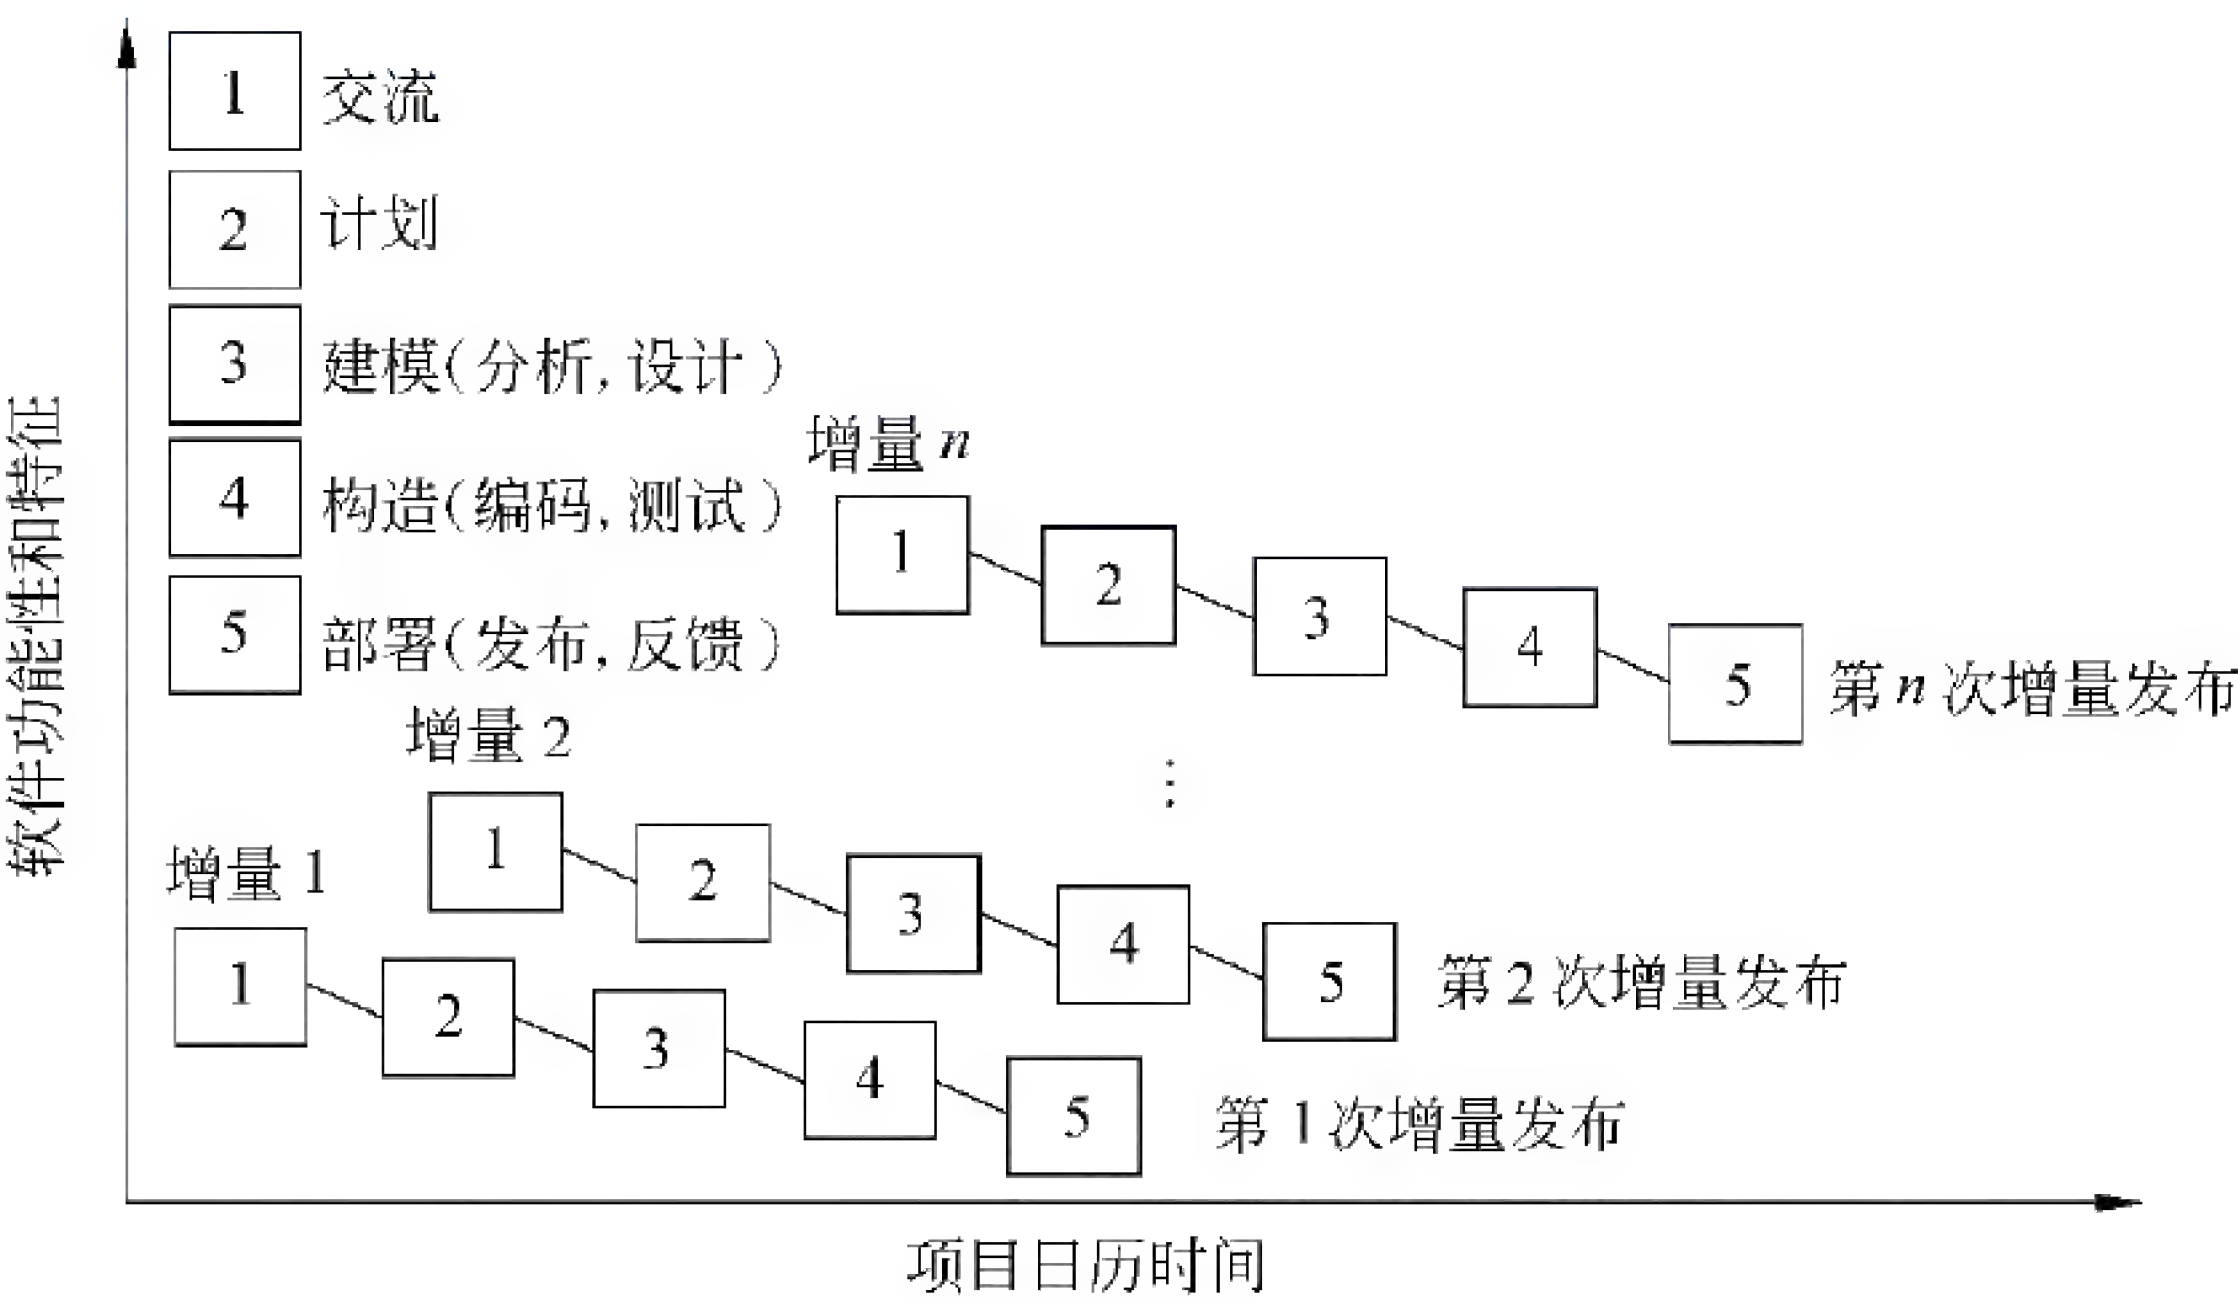 软件功能性和特征
1 交流
2 计划
3 建模(分析,设计)
4 构造(编码,测试)
5 部署(发布,反馈)
增量 n
1 2 3 4 5 第 n 次增量发布
⋮
增量 2
1 2 3 4 5 第 2 次增量发布
增量 1
1 2 3 4 5 第 1 次增量发布
项目日历时间